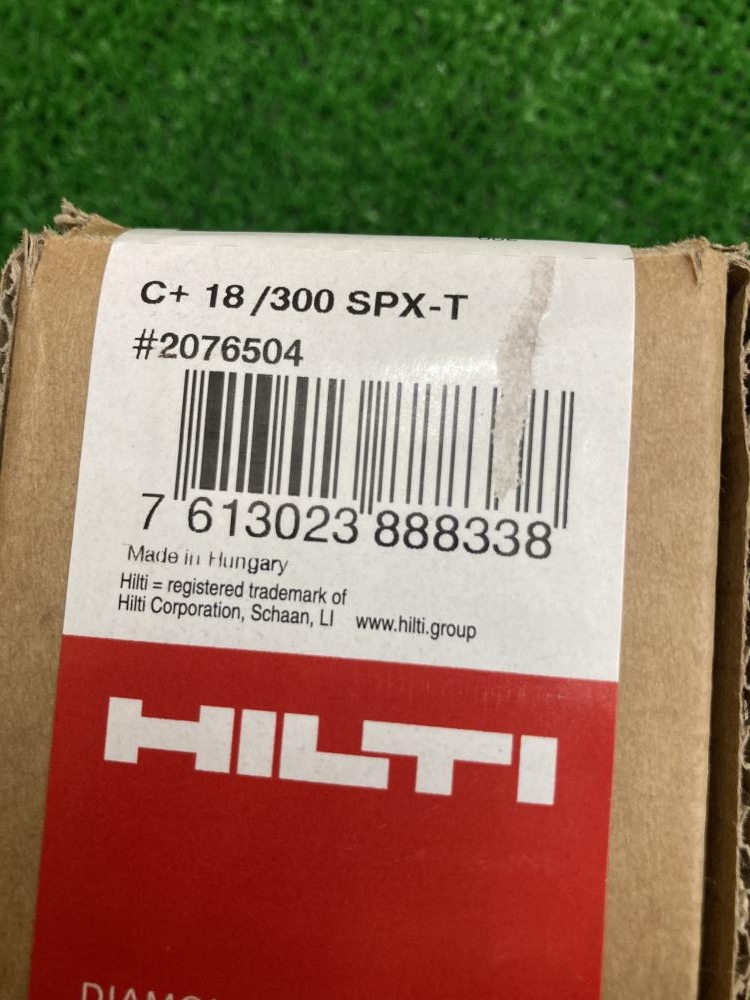 C+ 18/300 SPX-T
#2076504
7 613023 888338
Made in Hungary
Hilti = registered trademark of
Hilti Corporation, Schaan, LI www.hilti.group
HILTI